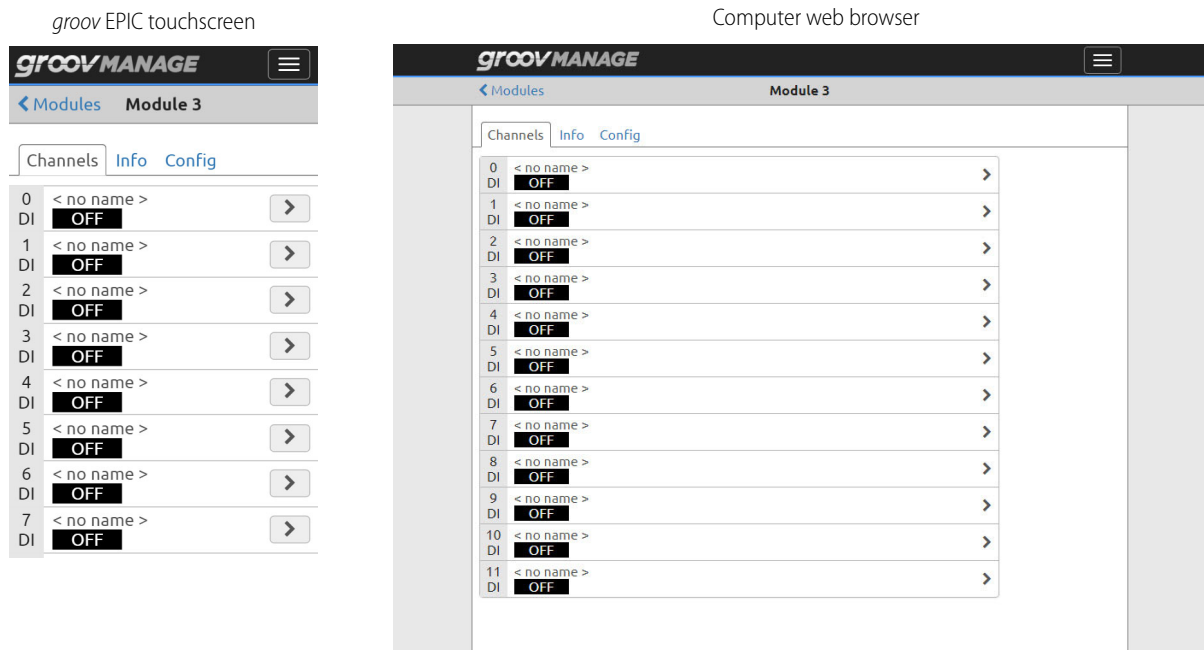 groov EPIC touchscreen
groov MANAGE
Modules Module 3
Channels Info Config
0 < no name >
DI OFF
1 < no name >
DI OFF
2 < no name >
DI OFF
3 < no name >
DI OFF
4 < no name >
DI OFF
5 < no name >
DI OFF
6 < no name >
DI OFF
7 < no name >
DI OFF
Computer web browser
groov MANAGE
Modules Module 3
Channels Info Config
0 < no name >
DI OFF
1 < no name >
DI OFF
2 < no name >
DI OFF
3 < no name >
DI OFF
4 < no name >
DI OFF
5 < no name >
DI OFF
6 < no name >
DI OFF
7 < no name >
DI OFF
8 < no name >
DI OFF
9 < no name >
DI OFF
10 < no name >
DI OFF
11 < no name >
DI OFF